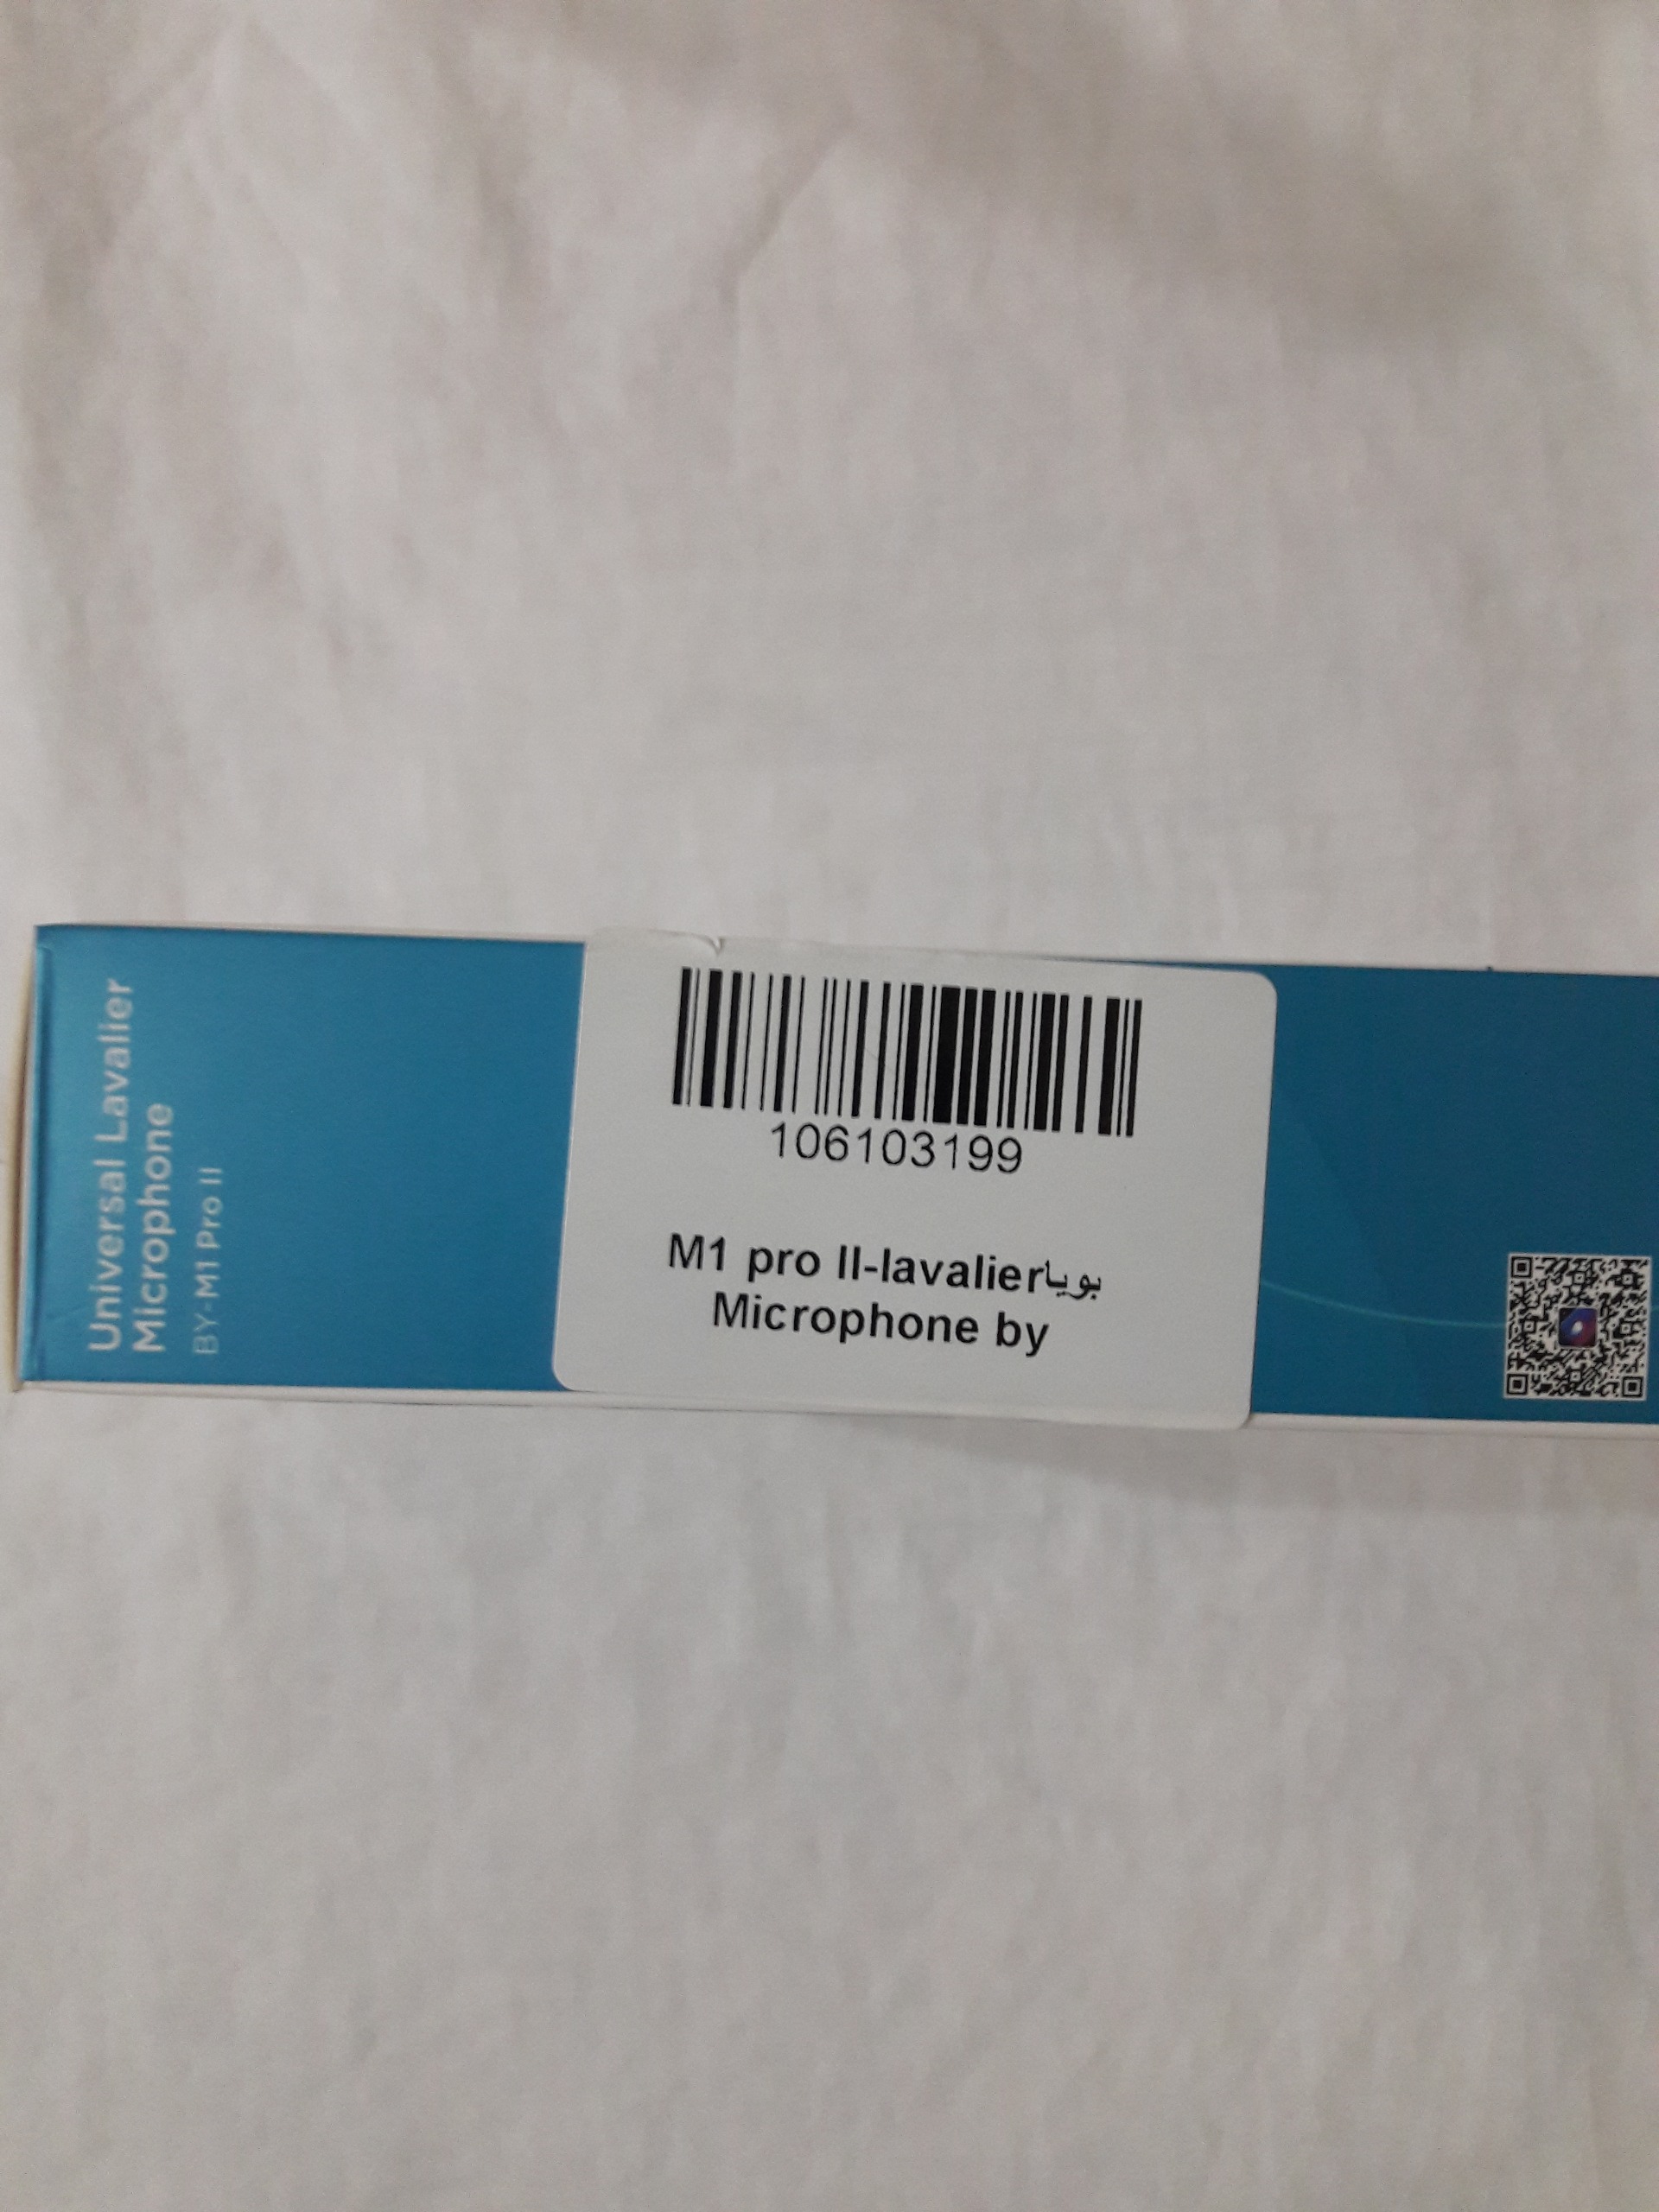 Universal Lavalier
Microphone
BY-M1 Pro II
106103199
M1 pro II-lavalierبويا
Microphone by